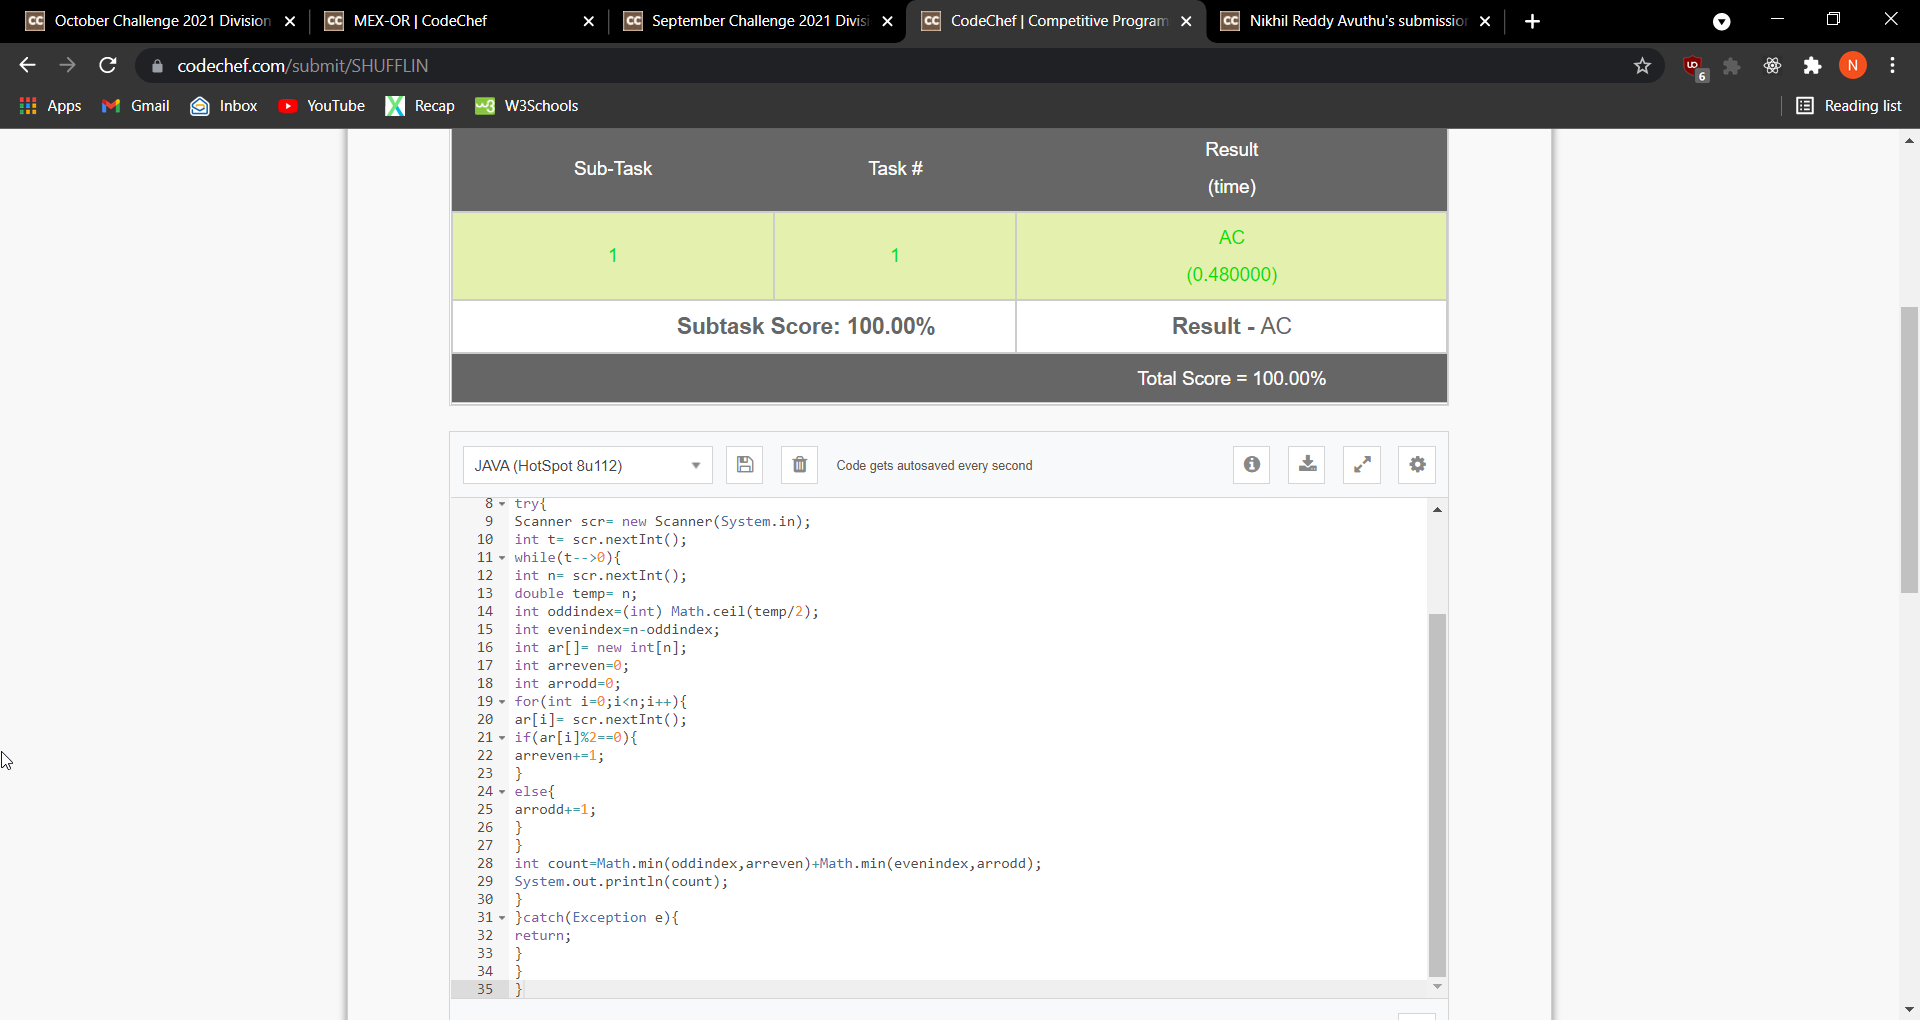 October Challenge 2021 Division
MEX-OR | CodeChef
September Challenge 2021 Divisi
CodeChef | Competitive Program
Nikhil Reddy Avuthu's submissio
codechef.com/submit/SHUFFLIN
6
N
Apps
Gmail
Inbox
YouTube
Recap
W3Schools
Reading list
Sub-Task
Task #
Result
(time)
1
1
AC
(0.480000)
Subtask Score: 100.00%
Result - AC
Total Score = 100.00%
JAVA (HotSpot 8u112)
Code gets autosaved every second
8 try{
9 Scanner scr= new Scanner(System.in);
10 int t= scr.nextInt();
11 while(t-->0){
12 int n= scr.nextInt();
13 double temp= n;
14 int oddindex=(int) Math.ceil(temp/2);
15 int evenindex=n-oddindex;
16 int ar[]= new int[n];
17 int arreven=0;
18 int arrodd=0;
19 for(int i=0;i<n;i++){
20 ar[i]= scr.nextInt();
21 if(ar[i]%2==0){
22 arreven+=1;
23 }
24 else{
25 arrodd+=1;
26 }
27 }
28 int count=Math.min(oddindex,arreven)+Math.min(evenindex,arrodd);
29 System.out.println(count);
30 }
31 }catch(Exception e){
32 return;
33 }
34 }
35 }